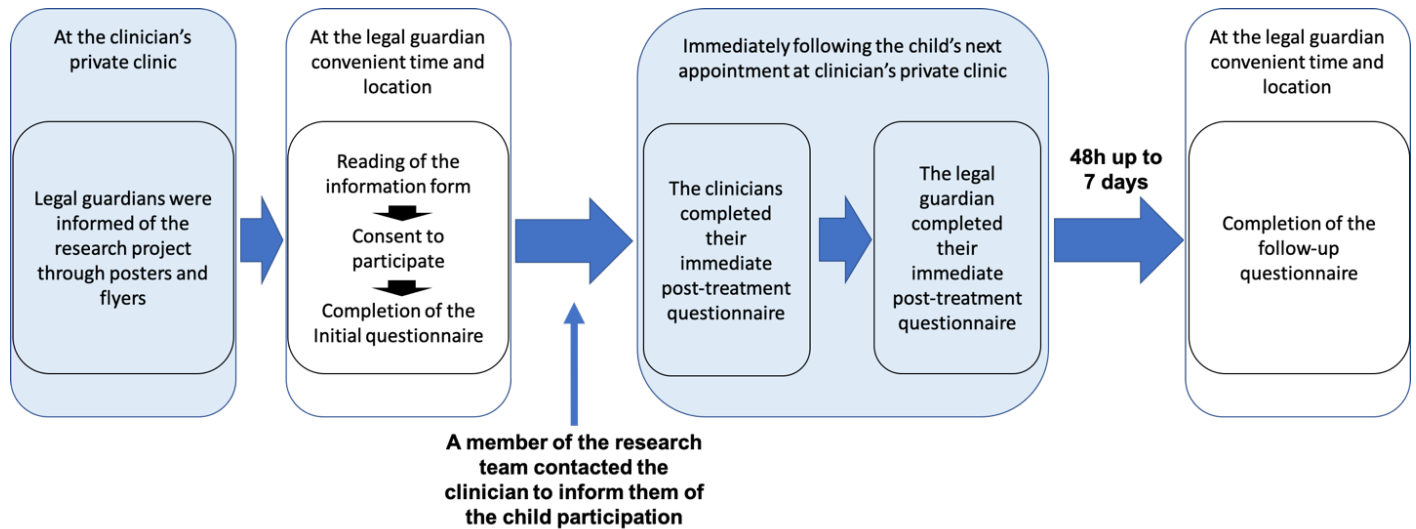 At the clinician's
private clinic
Legal guardians were
informed of the
research project
through posters and
flyers
At the legal guardian
convenient time and
location
Reading of the
information form
Consent to
participate
Completion of the
Initial questionnaire
A member of the research
team contacted the
clinician to inform them of
the child participation
Immediately following the child's next
appointment at clinician's private clinic
The clinicians
completed
their
immediate
post-treatment
questionnaire
The legal
guardian
completed
their
immediate
post-treatment
questionnaire
48h up to
7 days
At the legal guardian
convenient time and
location
Completion of the
follow-up
questionnaire